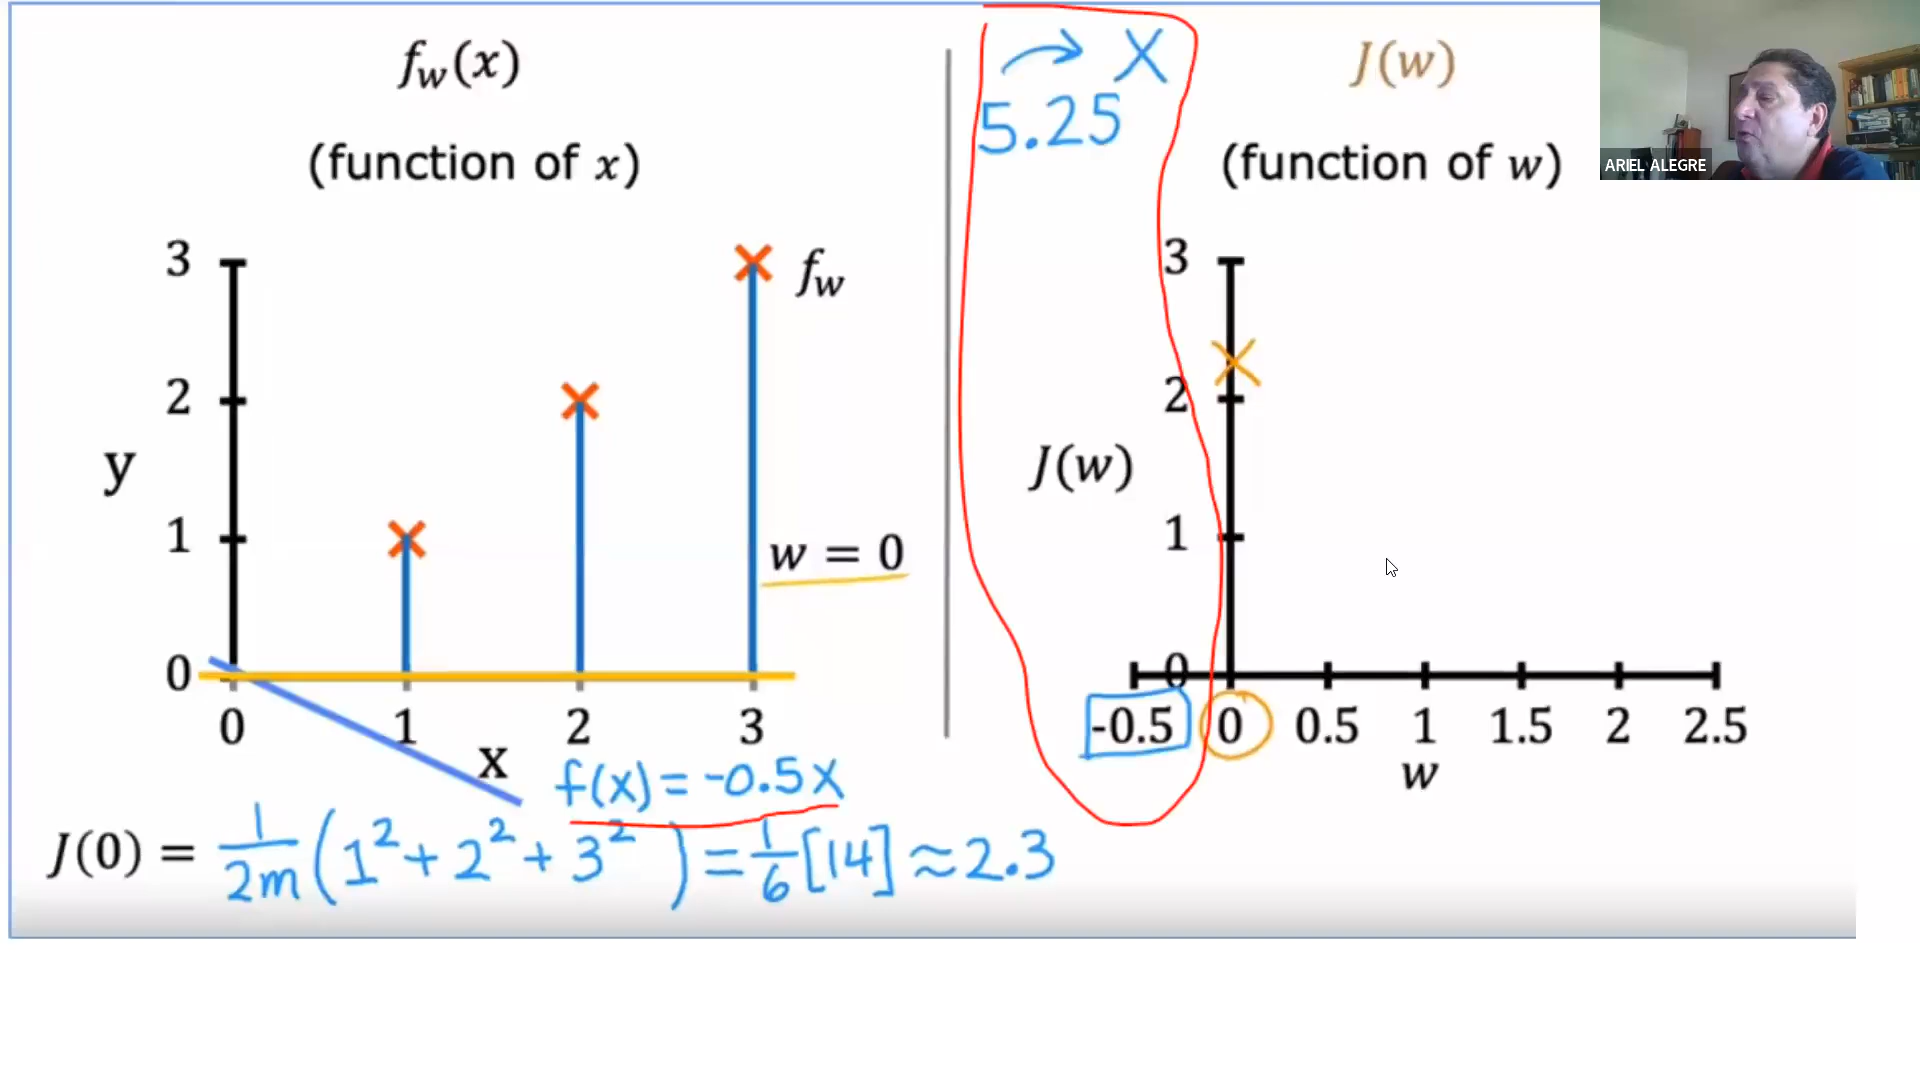 f_w(x)
(function of x)
3
2
1
0
y
f_w
w = 0
0 1 2 3
x
f(x) = -0.5x
J(0) = 1/2m (1² + 2² + 3²) = 1/6 [14] ≈ 2.3
→ X
5.25
J(w)
(function of w)
3
2
1
0
J(w)
-0.5 0 0.5 1 1.5 2 2.5
w
ARIEL ALEGRE